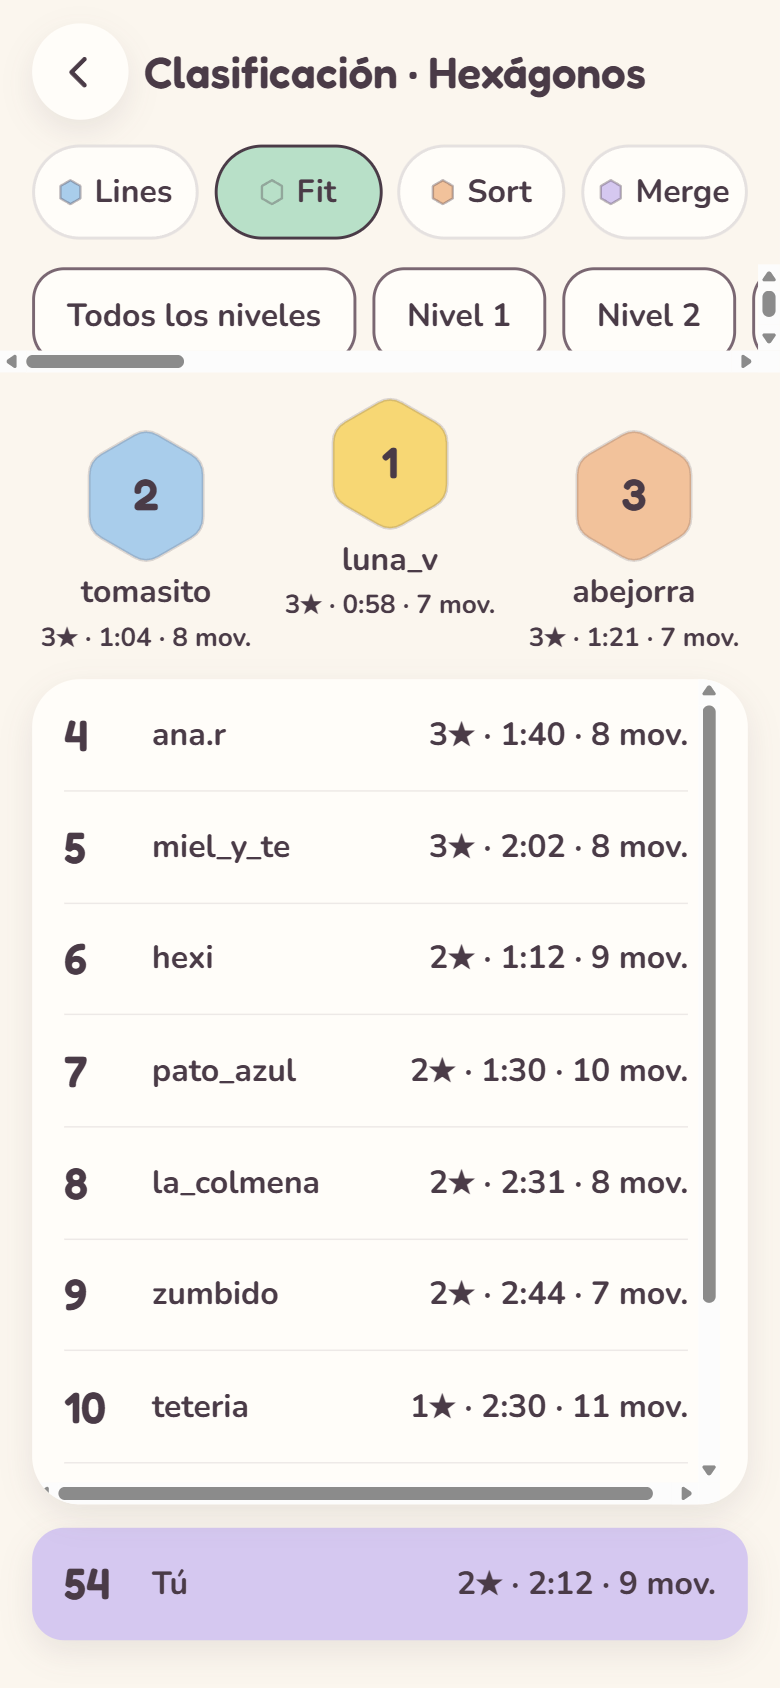 Clasificación · Hexágonos
Lines Fit Sort Merge
Todos los niveles Nivel 1 Nivel 2
1
2
3
luna_v
3★ · 0:58 · 7 mov.
tomasito
3★ · 1:04 · 8 mov.
abejorra
3★ · 1:21 · 7 mov.
4 ana.r 3★ · 1:40 · 8 mov.
5 miel_y_te 3★ · 2:02 · 8 mov.
6 hexi 2★ · 1:12 · 9 mov.
7 pato_azul 2★ · 1:30 · 10 mov.
8 la_colmena 2★ · 2:31 · 8 mov.
9 zumbido 2★ · 2:44 · 7 mov.
10 teteria 1★ · 2:30 · 11 mov.
54 Tú 2★ · 2:12 · 9 mov.